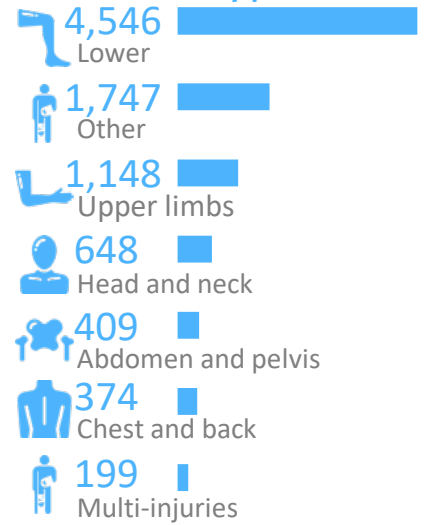 4,546
Lower
1,747
Other
1,148
Upper limbs
648
Head and neck
409
Abdomen and pelvis
374
Chest and back
199
Multi-injuries